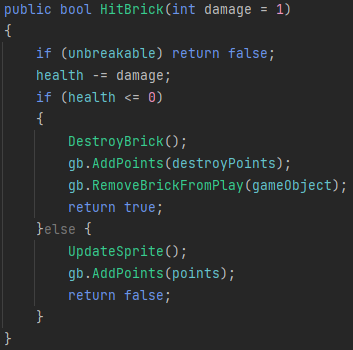 public bool HitBrick(int damage = 1)
{
    if (unbreakable) return false;
    health -= damage;
    if (health <= 0)
    {
        DestroyBrick();
        gb.AddPoints(destroyPoints);
        gb.RemoveBrickFromPlay(gameObject);
        return true;
    }else {
        UpdateSprite();
        gb.AddPoints(points);
        return false;
    }
}